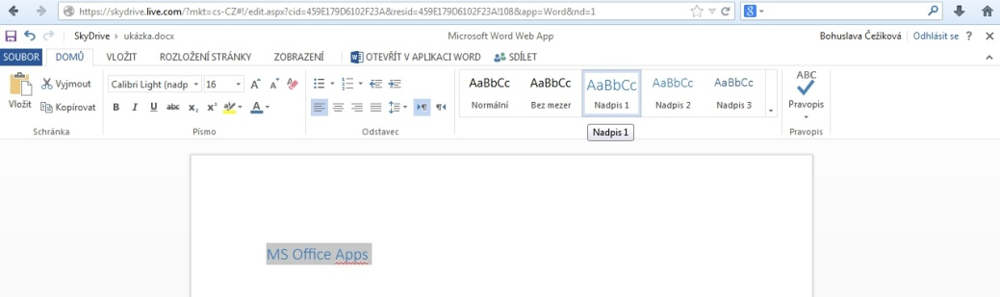 https://skydrive.live.com/?mkt=cs-CZ#!/edit.aspx?cid=459E179D6102F23A&resid=459E179D6102F23A!108&app=Word&nd=1
SkyDrive ▸ ukázka.docx Microsoft Word Web App Bohuslava Čežíková Odhlásit se ? ×
SOUBOR DOMŮ VLOŽIT ROZLOŽENÍ STRÁNKY ZOBRAZENÍ OTEVŘÍT V APLIKACI WORD SDÍLET
Vložit
Vyjmout
Kopírovat
Schránka
Calibri Light (nadp 16
B I U abc x₂ x² ab A
Písmo
Odstavec
AaBbCc AaBbCc AaBbCc AaBbCc AaBbCc
Normální Bez mezer Nadpis 1 Nadpis 2 Nadpis 3
Nadpis 1
ABC
Pravopis
Pravopis
MS Office Apps